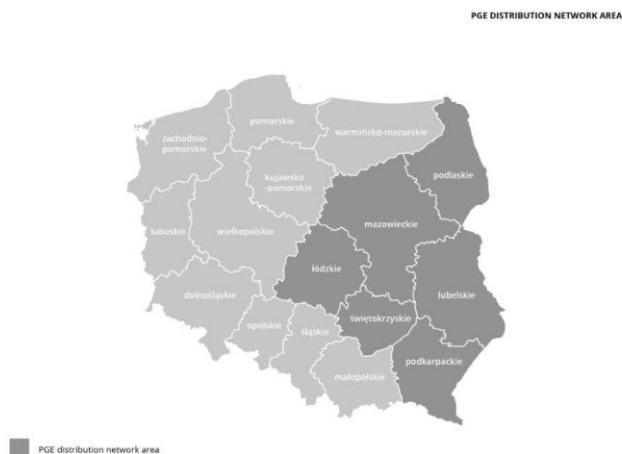 PGE DISTRIBUTION NETWORK AREA
pomorskie
zachodnio-
pomorskie
warmińsko-mazurskie
kujawsko
-pomorskie
podlaskie
lubuskie
wielkopolskie
mazowieckie
łódzkie
dolnośląskie
lubelskie
opolskie
śląskie
świętokrzyskie
małopolskie
podkarpackie
PGE distribution network area